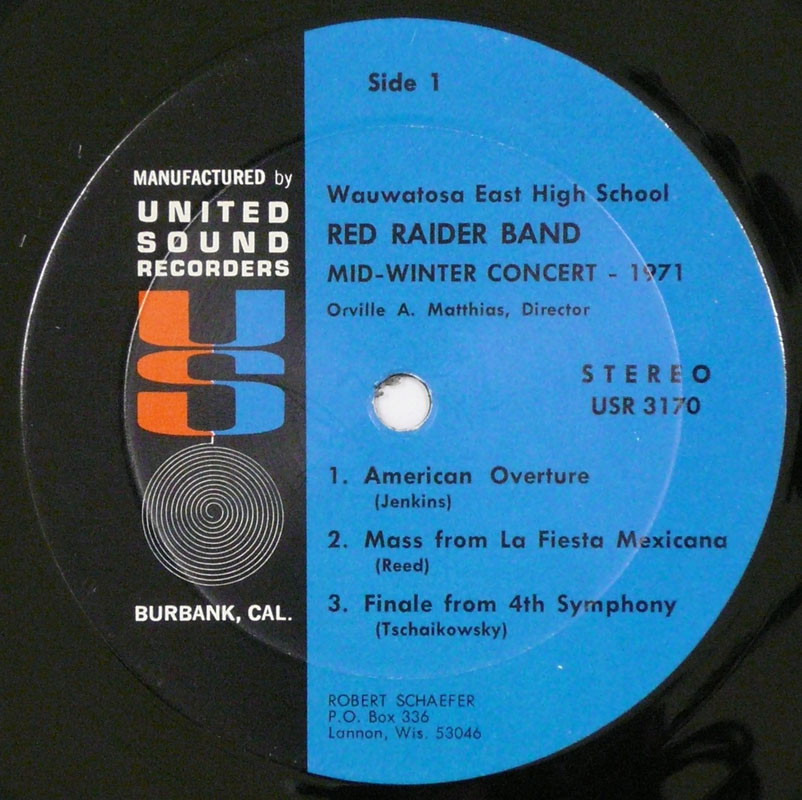 Side 1
MANUFACTURED by
UNITED
SOUND
RECORDERS
US
BURBANK, CAL.
Wauwatosa East High School
RED RAIDER BAND
MID-WINTER CONCERT - 1971
Orville A. Matthias, Director
STEREO
USR 3170
1. American Overture
(Jenkins)
2. Mass from La Fiesta Mexicana
(Reed)
3. Finale from 4th Symphony
(Tschaikowsky)
ROBERT SCHAEFER
P.O. Box 336
Lannon, Wis. 53046